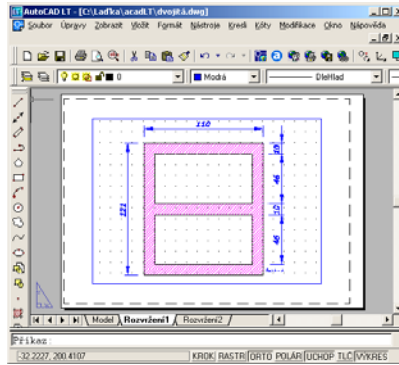 AutoCAD LT - [C:\Laďka\acadLT\dvojitá.dwg]
Soubor Úpravy Zobrazit Vložit Formát Nástroje Kresli Kóty Modifikace Okno Nápověda
0 Modrá DleHlad
110
10
46
121
10
46
Model Rozvržení1 Rozvržení2
Příkaz:
-32.2227, 200.4107 KROK RASTR ORTO POLÁR UCHOP TLČ VÝKRES